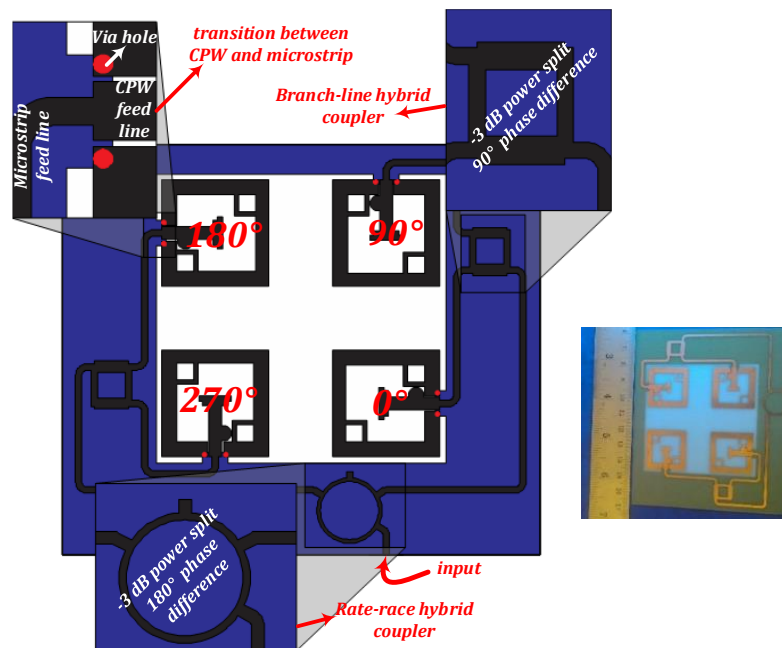 Via hole
transition between
CPW and microstrip
CPW
feed
line
Microstrip
feed line
Branch-line hybrid
coupler
-3 dB power split
90° phase difference
180°
90°
270°
0°
-3 dB power split
180° phase
difference
input
Rate-race hybrid
coupler